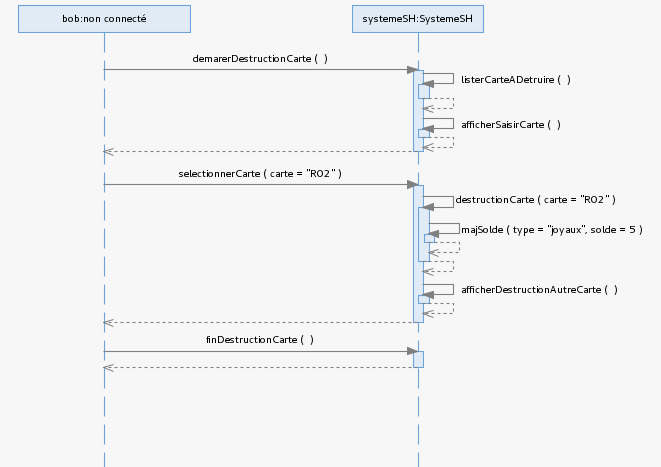 bob:non connecté
systemeSH:SystemeSH
demarerDestructionCarte ( )
listerCarteADetruire ( )
afficherSaisirCarte ( )
selectionnerCarte ( carte = "RO2" )
destructionCarte ( carte = "RO2" )
majSolde ( type = "joyaux", solde = 5 )
afficherDestructionAutreCarte ( )
finDestructionCarte ( )